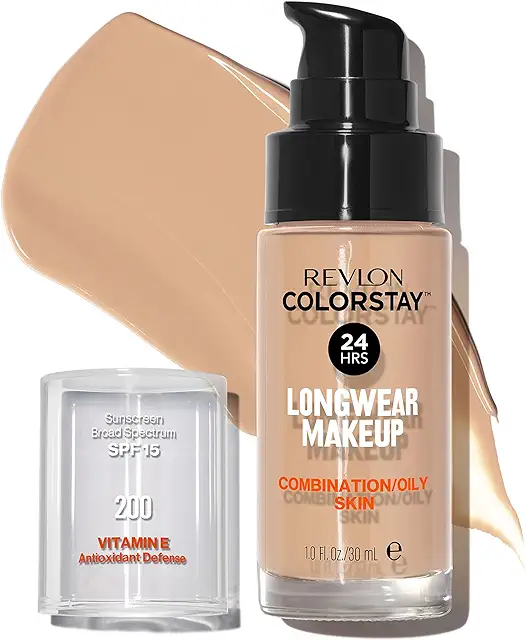 REVLON
COLORSTAY™
24
HRS
LONGWEAR
MAKEUP
COMBINATION/OILY
SKIN
1.0 Fl. Oz./30 mL ℮
Sunscreen
Broad Spectrum
SPF 15
200
VITAMIN E
Antioxidant Defense